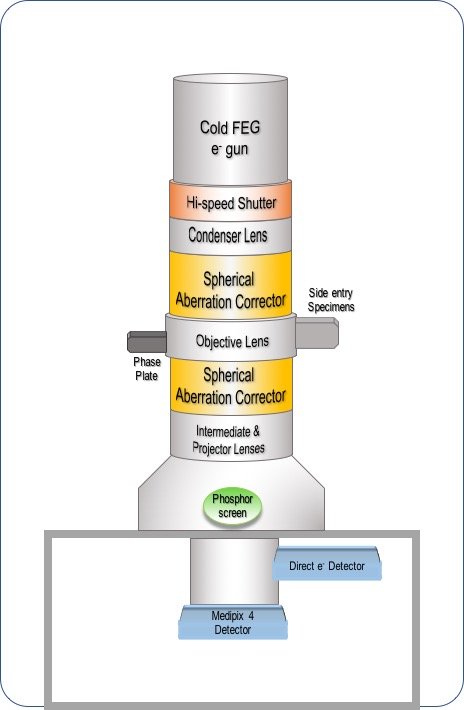 Cold FEG
e- gun
Hi-speed Shutter
Condenser Lens
Spherical
Aberration Corrector
Side entry
Specimens
Objective Lens
Phase
Plate
Spherical
Aberration Corrector
Intermediate &
Projector Lenses
Phosphor
screen
Direct e- Detector
Medipix 4
Detector